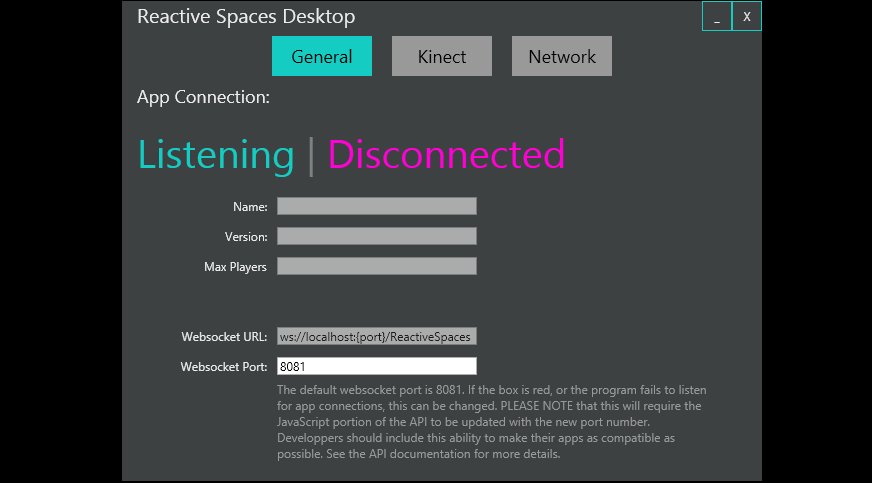 Reactive Spaces Desktop
_ X
General Kinect Network
App Connection:
Listening | Disconnected
Name:
Version:
Max Players
Websocket URL: ws://localhost:{port}/ReactiveSpaces
Websocket Port: 8081
The default websocket port is 8081. If the box is red, or the program fails to listen
for app connections, this can be changed. PLEASE NOTE that this will require the
JavaScript portion of the API to be updated with the new port number.
Developpers should include this ability to make their apps as compatible as
possible. See the API documentation for more details.